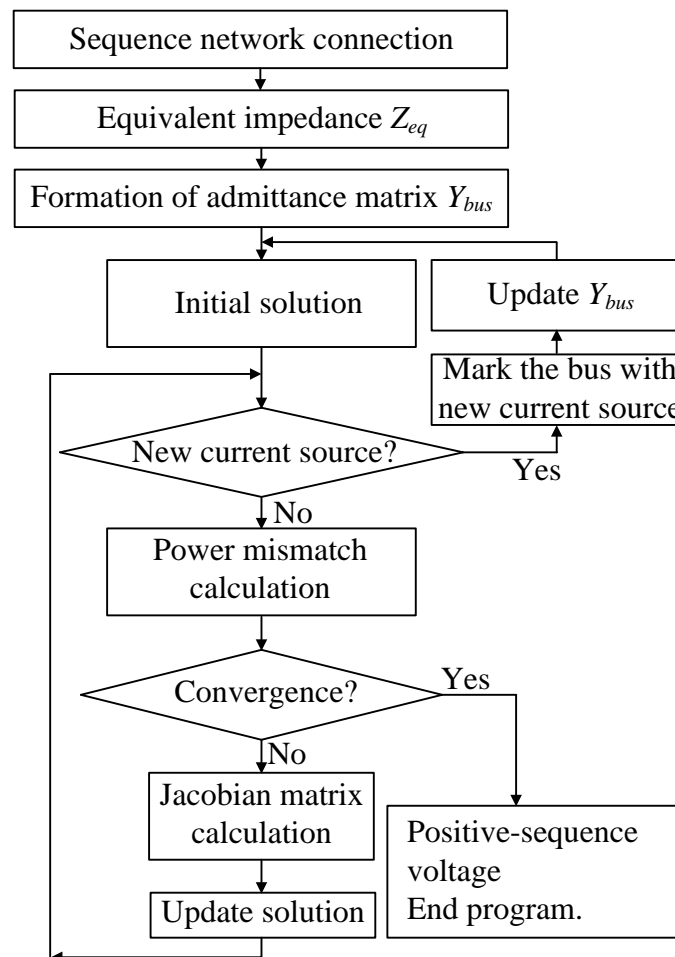 Sequence network connection
Equivalent impedance Zeq
Formation of admittance matrix Ybus
Initial solution
Update Ybus
Mark the bus with
new current source
New current source?
Yes
No
Power mismatch
calculation
Convergence?
Yes
No
Jacobian matrix
calculation
Update solution
Positive-sequence
voltage
End program.